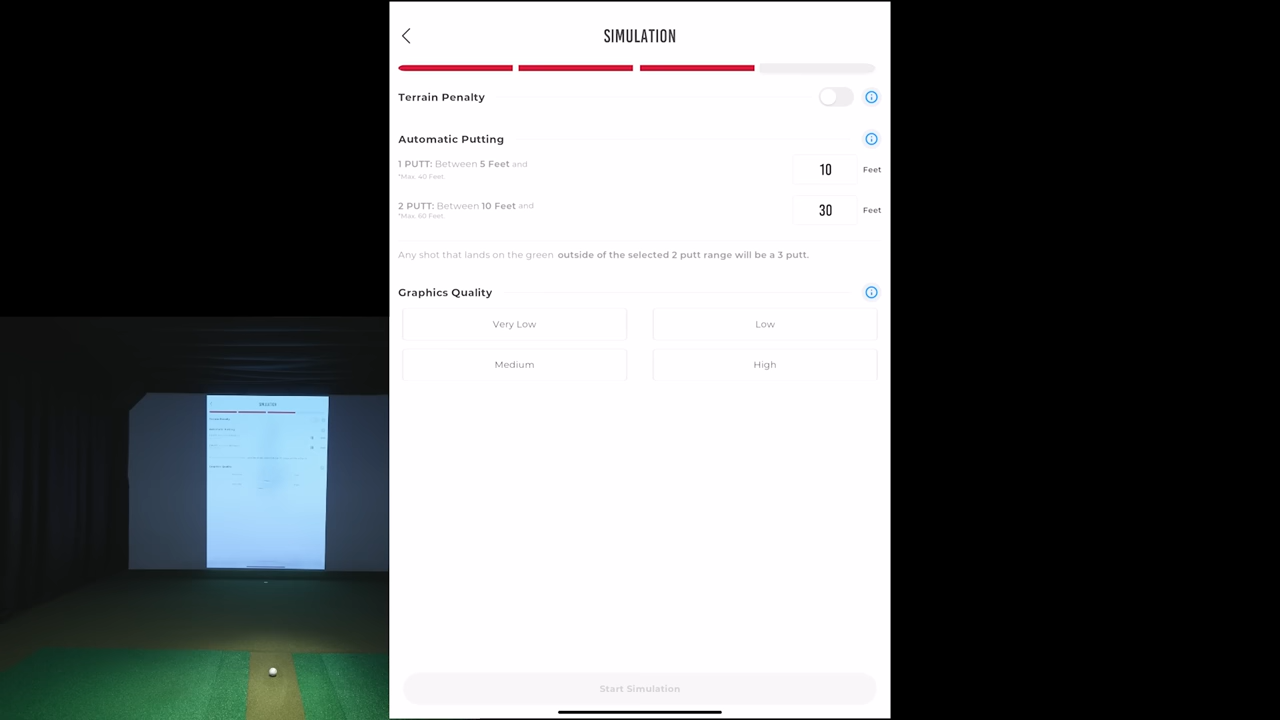 SIMULATION
Terrain Penalty
Automatic Putting
1 PUTT: Between 5 Feet and
*Max. 40 Feet.
10 Feet
2 PUTT: Between 10 Feet and
*Max. 60 Feet.
30 Feet
Any shot that lands on the green outside of the selected 2 putt range will be a 3 putt.
Graphics Quality
Very Low
Low
Medium
High
Start Simulation
SIMULATION